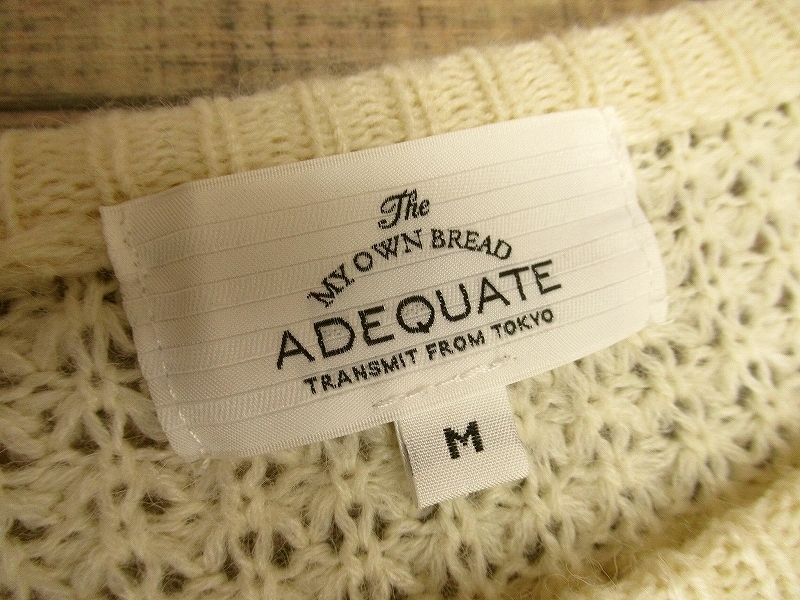 The
MY OWN BREAD
ADEQUATE
TRANSMIT FROM TOKYO
M